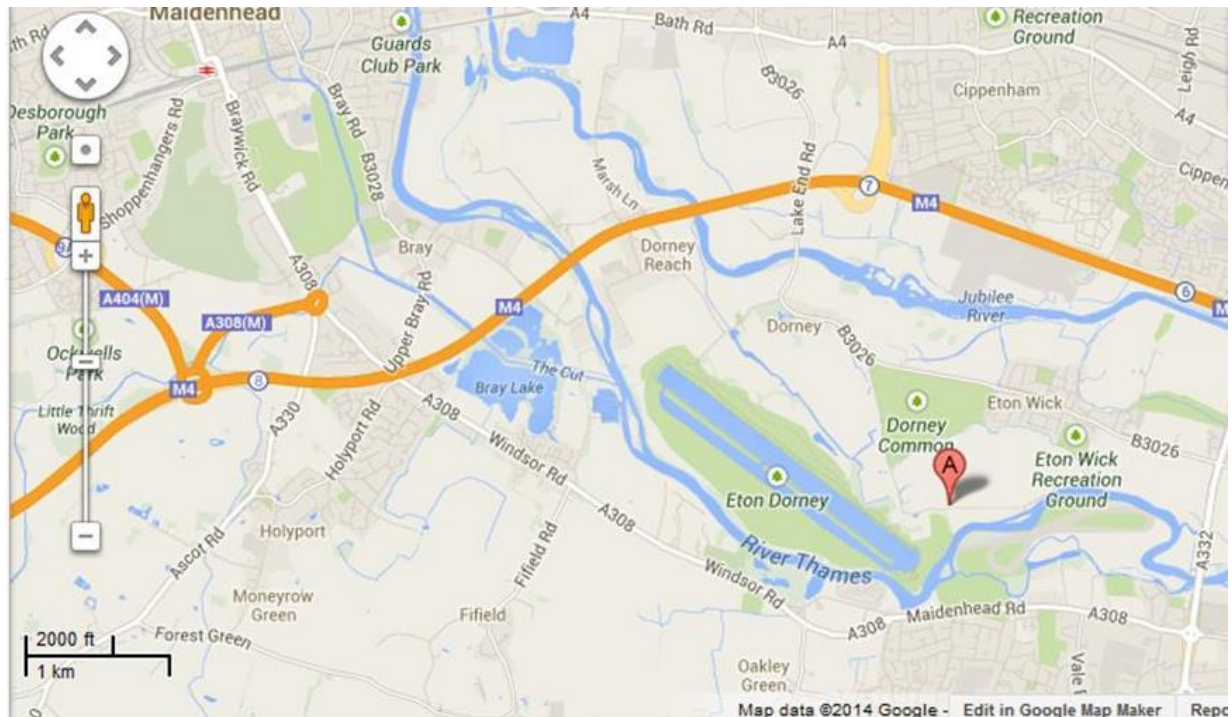 Maidenhead
A4
Bath Rd
A4
Recreation
Ground
Leigh Rd
Guards
Club Park
B3026
Cippenham
A4
Desborough
Park
Shoppenhangers Rd
Braywick Rd
Bray Rd
B3028
Marsh Ln
Lake End Rd
7
M4
Bray
Dorney
Reach
A308
A404(M)
A308(M)
Upper Bray Rd
M4
Jubilee
River
6
Dorney
B3026
Ockwells
Park
M4
8
The Cut
Bray Lake
Little Thrift
Wood
A330
A308
Holyport Rd
Windsor Rd
Dorney
Common
Eton Wick
B3026
A
Eton Wick
Recreation
Ground
Eton Dorney
A308
Holyport
Ascot Rd
Fifield Rd
River Thames
Windsor Rd
A332
Moneyrow
Green
Fifield
Maidenhead Rd
A308
A308
Forest Green
2000 ft
1 km
Oakley
Green
Map data ©2014 Google -
Edit in Google Map Maker